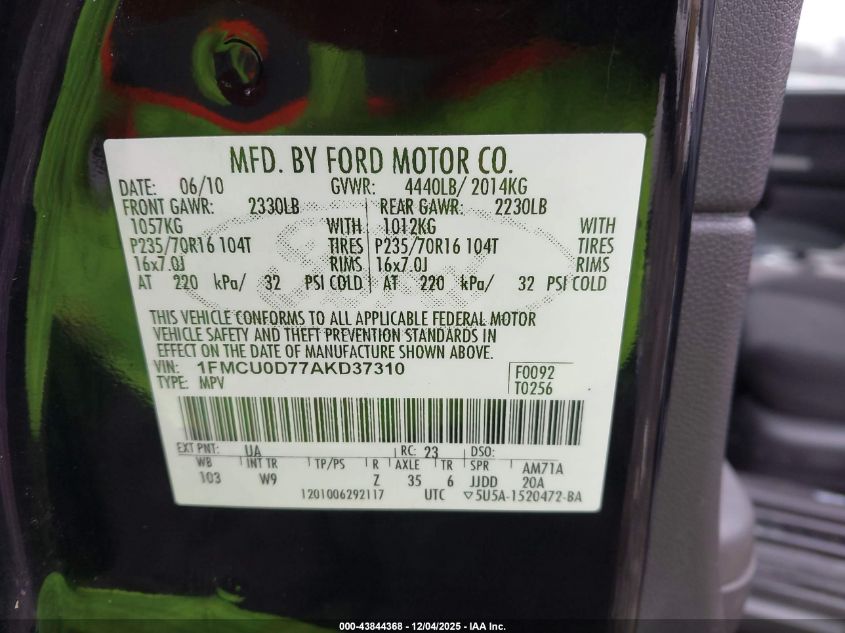 MFD. BY FORD MOTOR CO.
DATE: 06/10 GVWR: 4440LB/ 2014KG
FRONT GAWR: 2330LB REAR GAWR: 2230LB
1057KG WITH 1012KG WITH
P235/70R16 104T TIRES P235/70R16 104T TIRES
16x7.0J RIMS 16x7.0J RIMS
AT 220 kPa/ 32 PSI COLD AT 220 kPa/ 32 PSI COLD
THIS VEHICLE CONFORMS TO ALL APPLICABLE FEDERAL MOTOR
VEHICLE SAFETY AND THEFT PREVENTION STANDARDS IN
EFFECT ON THE DATE OF MANUFACTURE SHOWN ABOVE.
VIN: 1FMCU0D77AKD37310 F0092
TYPE: MPV T0256
EXT PNT: UA RC: 23 DSO:
WB INT TR TP/PS R AXLE TR SPR AM71A
103 W9 Z 35 6 JJDD 20A
1201006292117 UTC ▽5U5A-1520472-BA
000-43844368 - 12/04/2025 - IAA Inc.